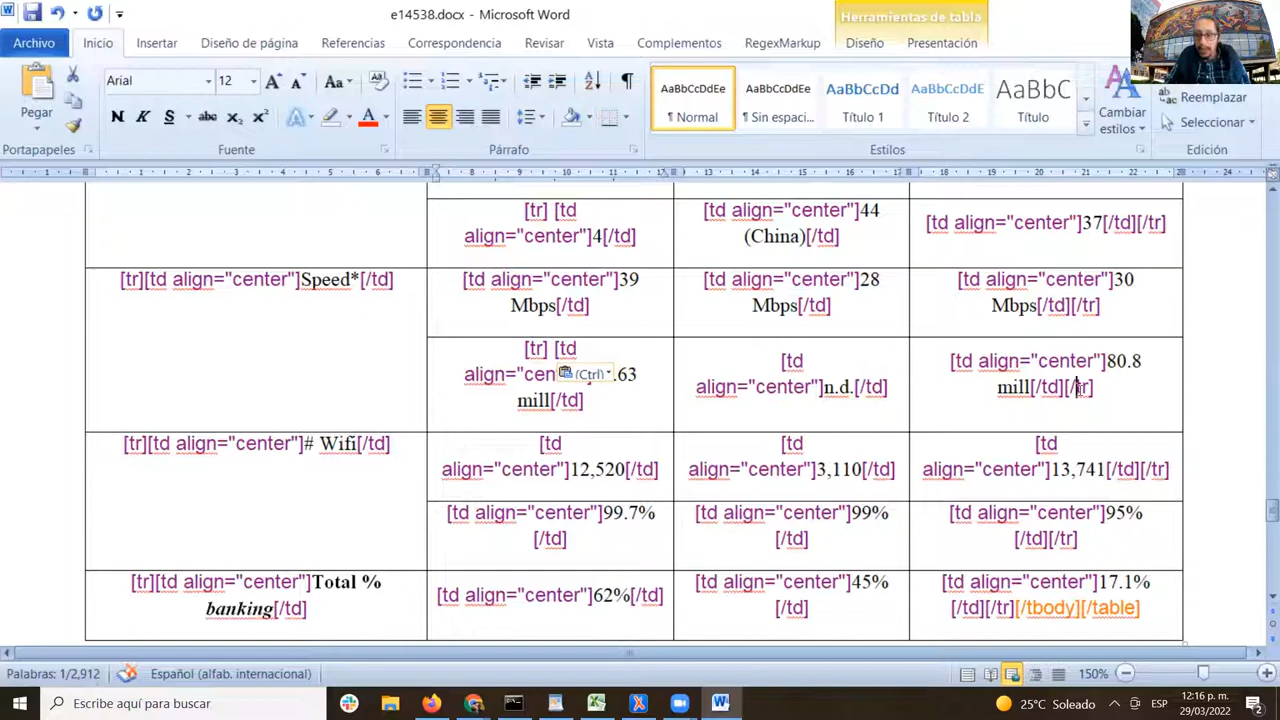 e14538.docx - Microsoft Word
Herramientas de tabla
Archivo Inicio Insertar Diseño de página Referencias Correspondencia Revisar Vista Complementos RegexMarkup Diseño Presentación
Pegar
Portapapeles
Arial 12
Fuente
Párrafo
AaBbCcDdEe AaBbCcDdEe AaBbCcDd AaBbCcDdE AaBbC
¶ Normal ¶ Sin espaci... Título 1 Título 2 Título
Estilos
Cambiar
estilos
Reemplazar
Seleccionar
Edición
[tr] [td
align="center"]4[/td]
[td align="center"]44
(China)[/td]
[td align="center"]37[/td][/tr]
[tr][td align="center"]Speed*[/td]
[td align="center"]39
Mbps[/td]
[td align="center"]28
Mbps[/td]
[td align="center"]30
Mbps[/td][/tr]
[tr] [td
align="cen .63
mill[/td]
(Ctrl)
[td
align="center"]n.d.[/td]
[td align="center"]80.8
mill[/td][/tr]
[tr][td align="center"]# Wifi[/td]
[td
align="center"]12,520[/td]
[td
align="center"]3,110[/td]
[td
align="center"]13,741[/td][/tr]
[td align="center"]99.7%
[/td]
[td align="center"]99%
[/td]
[td align="center"]95%
[/td][/tr]
[tr][td align="center"]Total %
banking[/td]
[td align="center"]62%[/td]
[td align="center"]45%
[/td]
[td align="center"]17.1%
[/td][/tr][/tbody][/table]
Palabras: 1/2,912 Español (alfab. internacional) 150%
Escribe aquí para buscar
25°C Soleado ESP
12:16 p. m.
29/03/2022